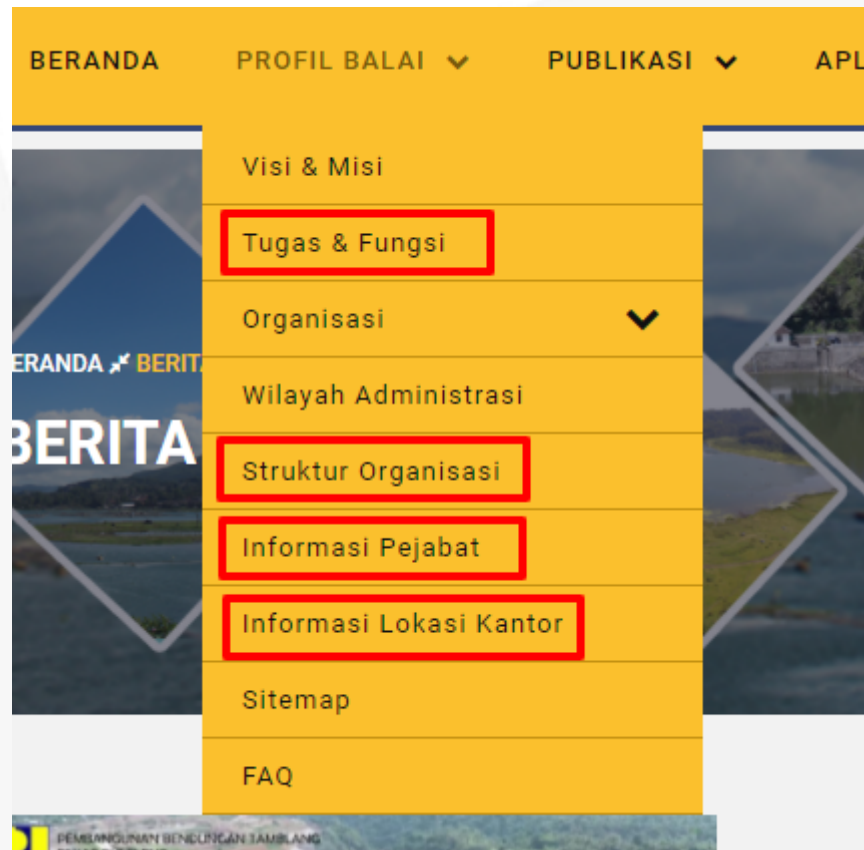 BERANDA PROFIL BALAI PUBLIKASI APL
Visi & Misi
Tugas & Fungsi
Organisasi
ERANDA BERIT
Wilayah Administrasi
BERITA
Struktur Organisasi
Informasi Pejabat
Informasi Lokasi Kantor
Sitemap
FAQ
PEMBANGUNAN BENDUNGAN TAMBLANG